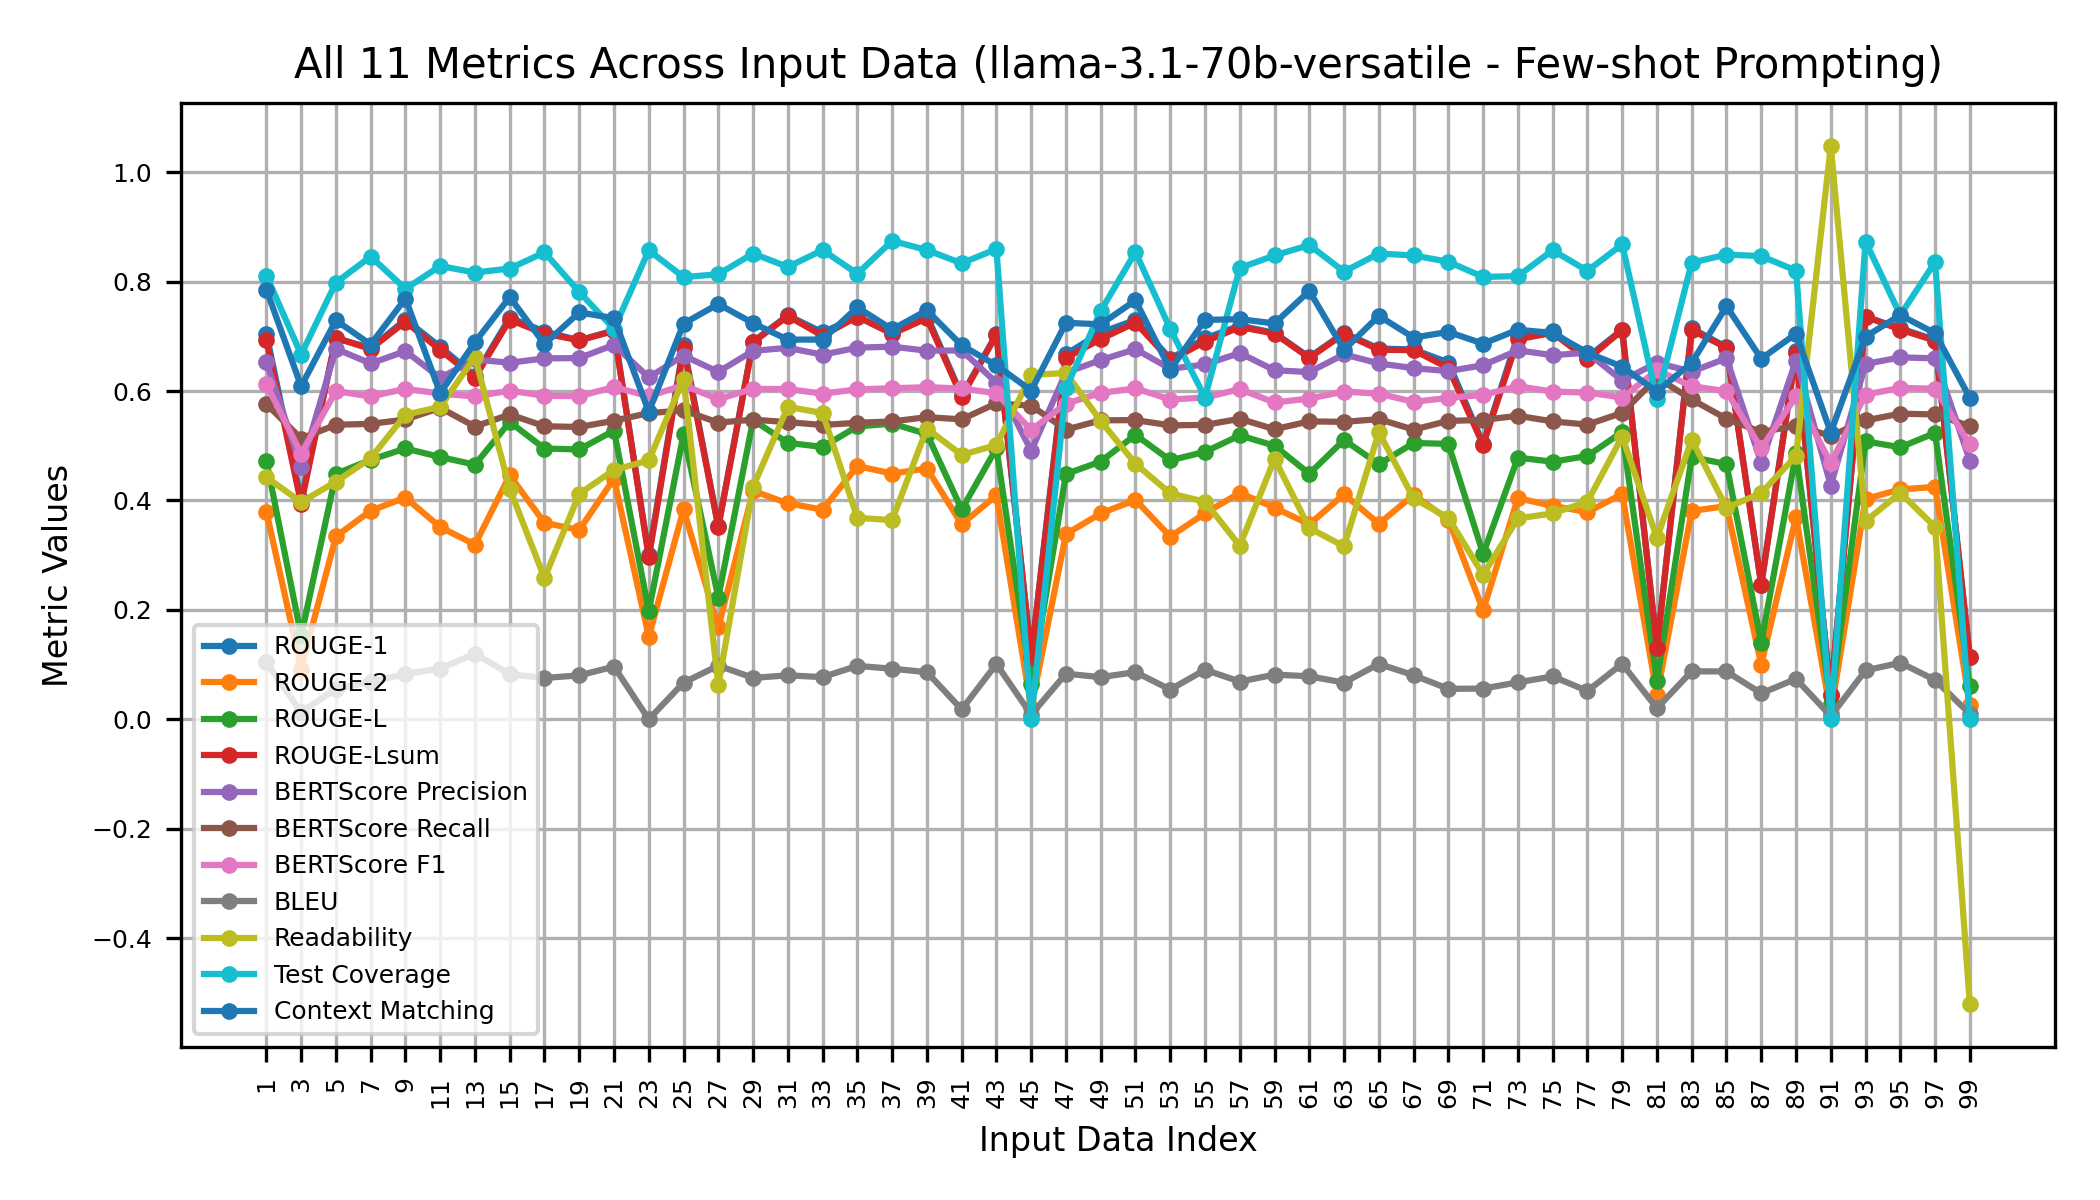 All 11 Metrics Across Input Data (llama-3.1-70b-versatile - Few-shot Prompting)
Metric Values
1.0
0.8
0.6
0.4
0.2
0.0
−0.2
−0.4
ROUGE-1
ROUGE-2
ROUGE-L
ROUGE-Lsum
BERTScore Precision
BERTScore Recall
BERTScore F1
BLEU
Readability
Test Coverage
Context Matching
1 3 5 7 9 11 13 15 17 19 21 23 25 27 29 31 33 35 37 39 41 43 45 47 49 51 53 55 57 59 61 63 65 67 69 71 73 75 77 79 81 83 85 87 89 91 93 95 97 99
Input Data Index